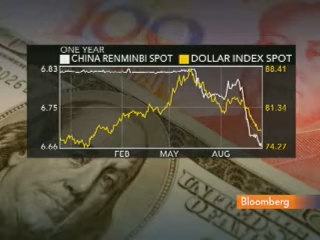 ONE YEAR
CHINA RENMINBI SPOT DOLLAR INDEX SPOT
6.83 88.41
6.75 81.34
6.66 74.27
FEB MAY AUG
Bloomberg